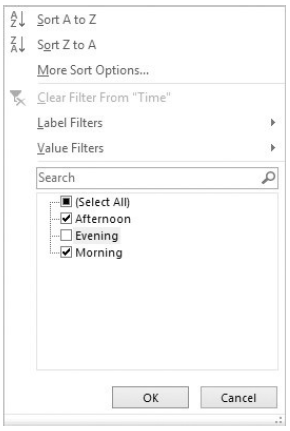 Sort A to Z
Sort Z to A
More Sort Options...
Clear Filter From "Time"
Label Filters
Value Filters
Search
(Select All)
Afternoon
Evening
Morning
OK Cancel